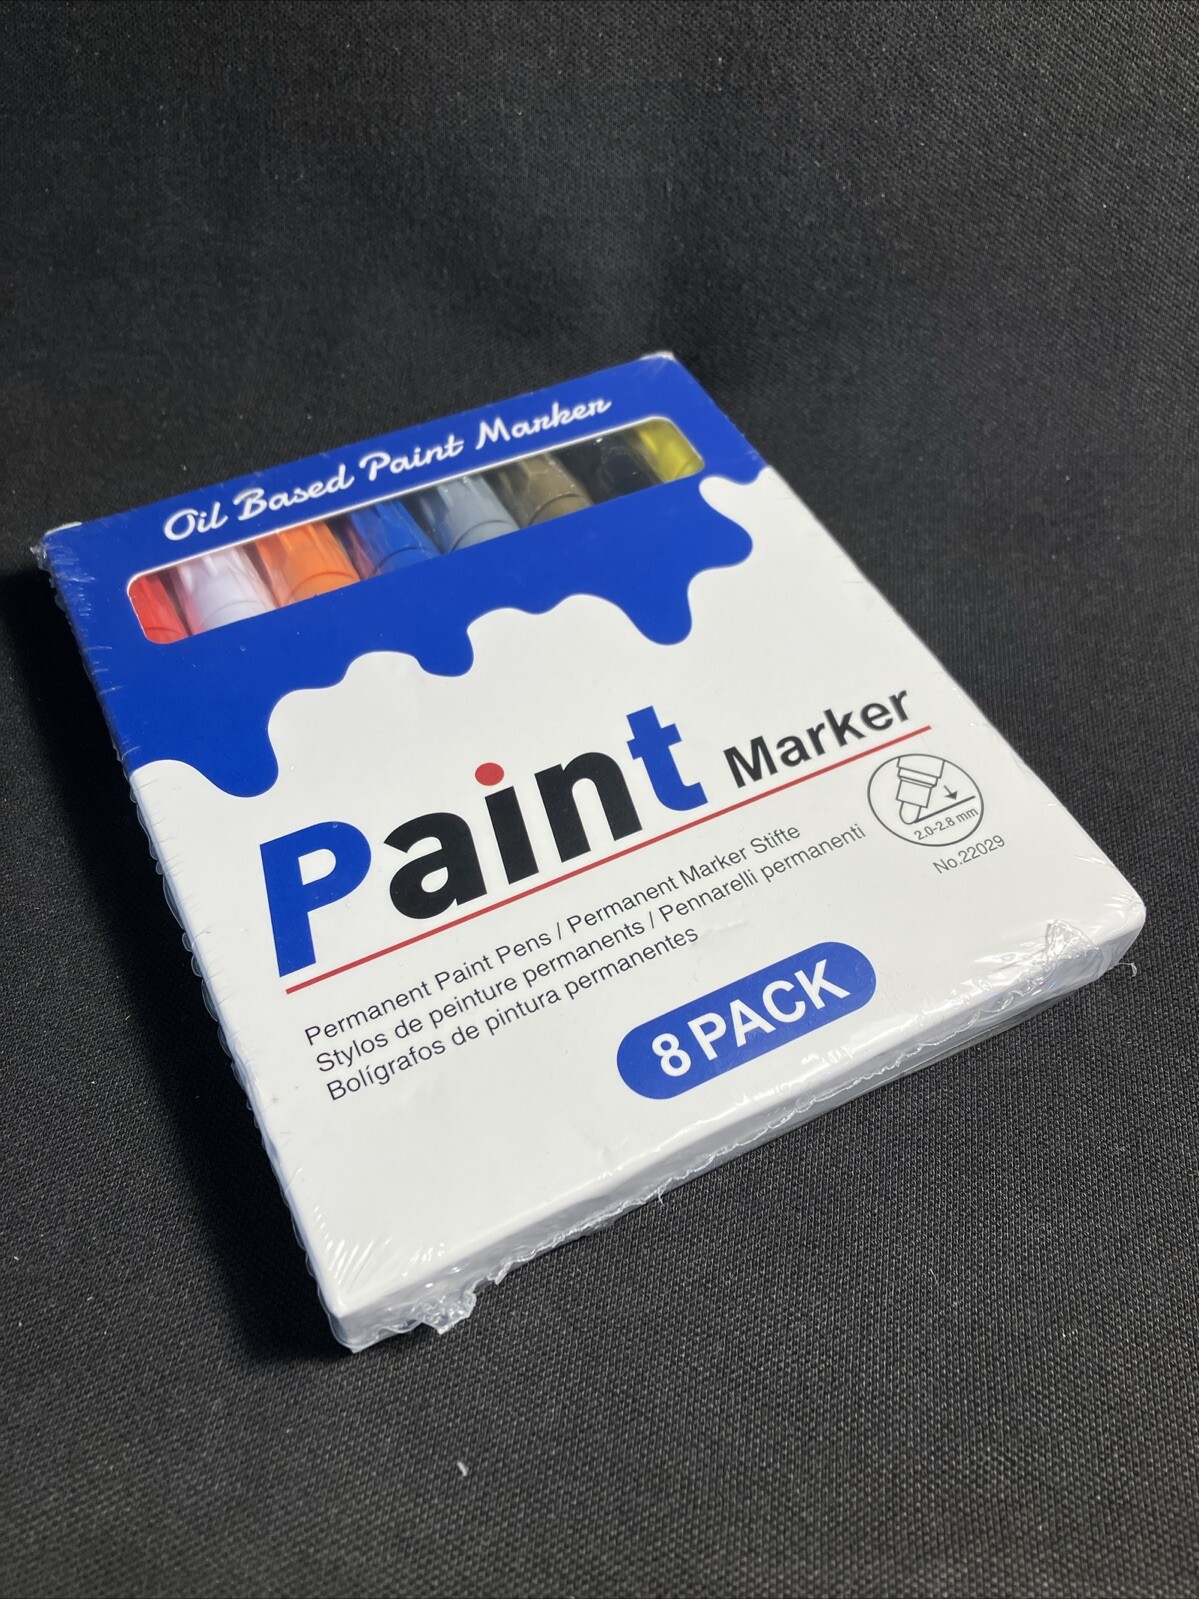 Oil Based Paint Marker
Paint Marker
2.0-2.8 mm
No.22029
Permanent Paint Pens / Permanent Marker Stifte
Stylos de peinture permanents / Pennarelli permanenti
Bolígrafos de pintura permanentes
8 PACK